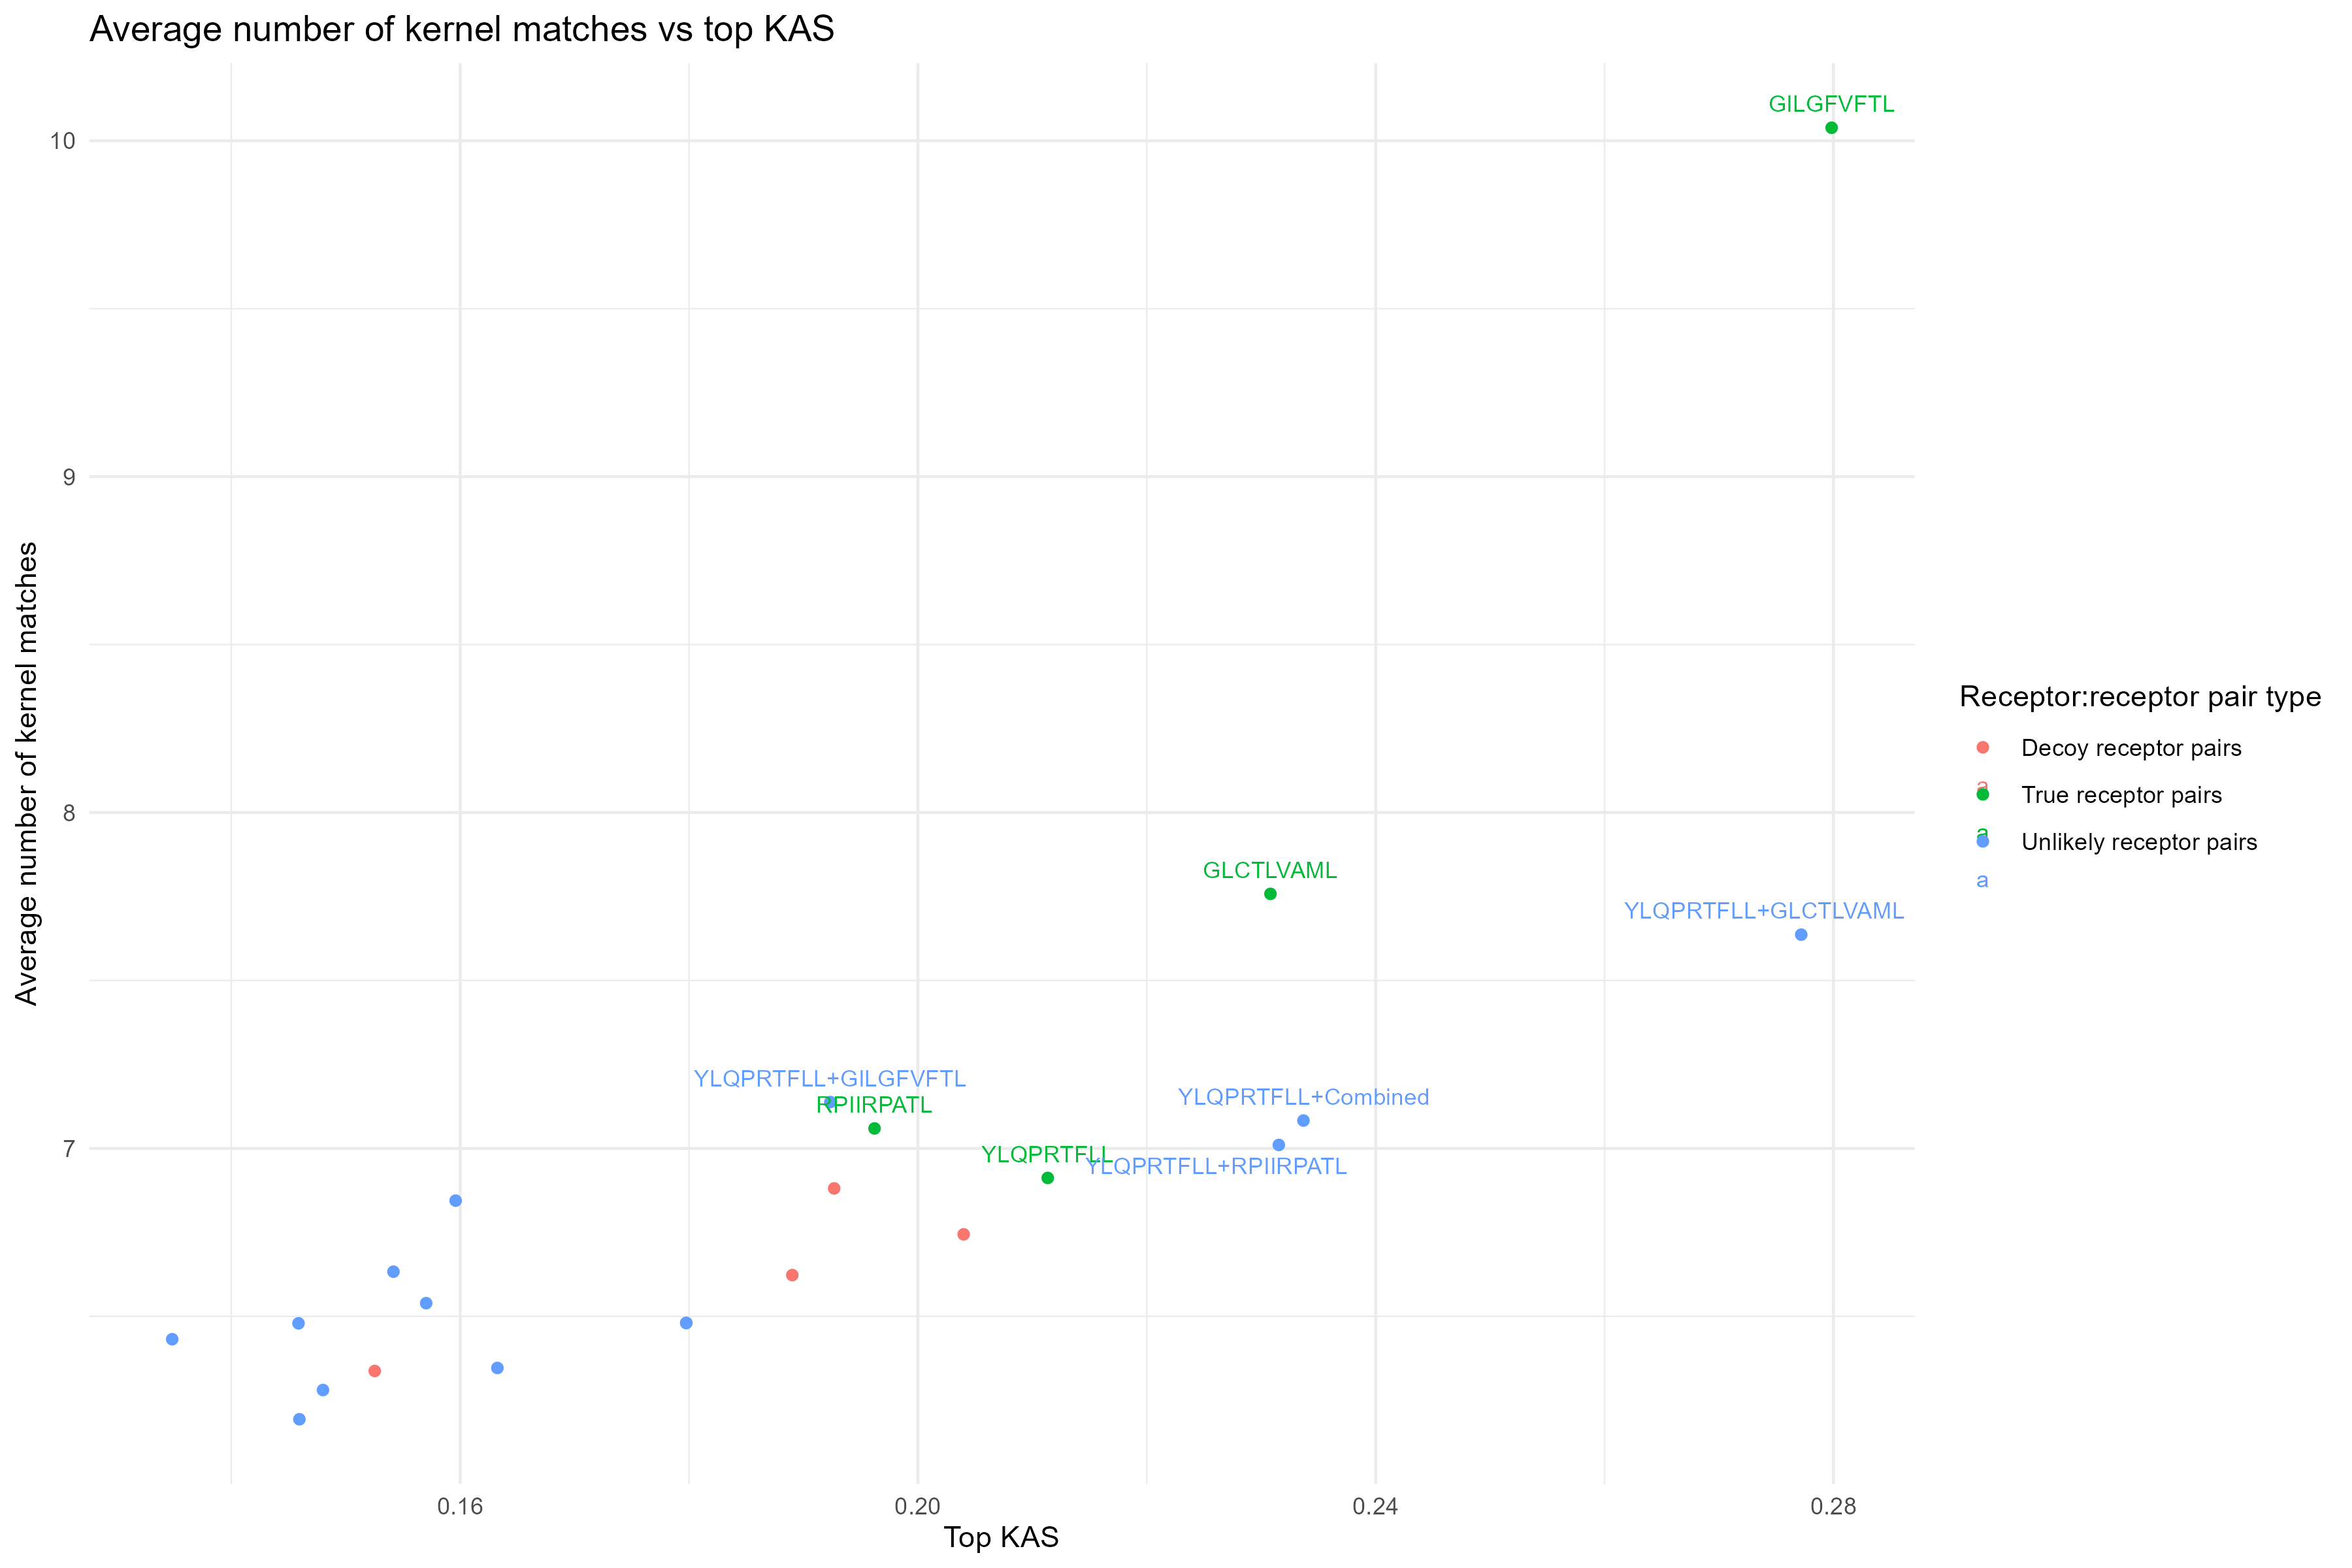 Average number of kernel matches vs top KAS
GILGFVFTL
10
9
Average number of kernel matches
8
GLCTLVAML
YLQPRTFLL+GLCTLVAML
YLQPRTFLL+GILGFVFTL
YLQPRTFLL+Combined
RPIIRPATL
7
YLQPRTFLL
YLQPRTFLL+RPIIRPATL
0.16
0.20
0.24
0.28
Top KAS
Receptor:receptor pair type
Decoy receptor pairs
a
True receptor pairs
a
Unlikely receptor pairs
a